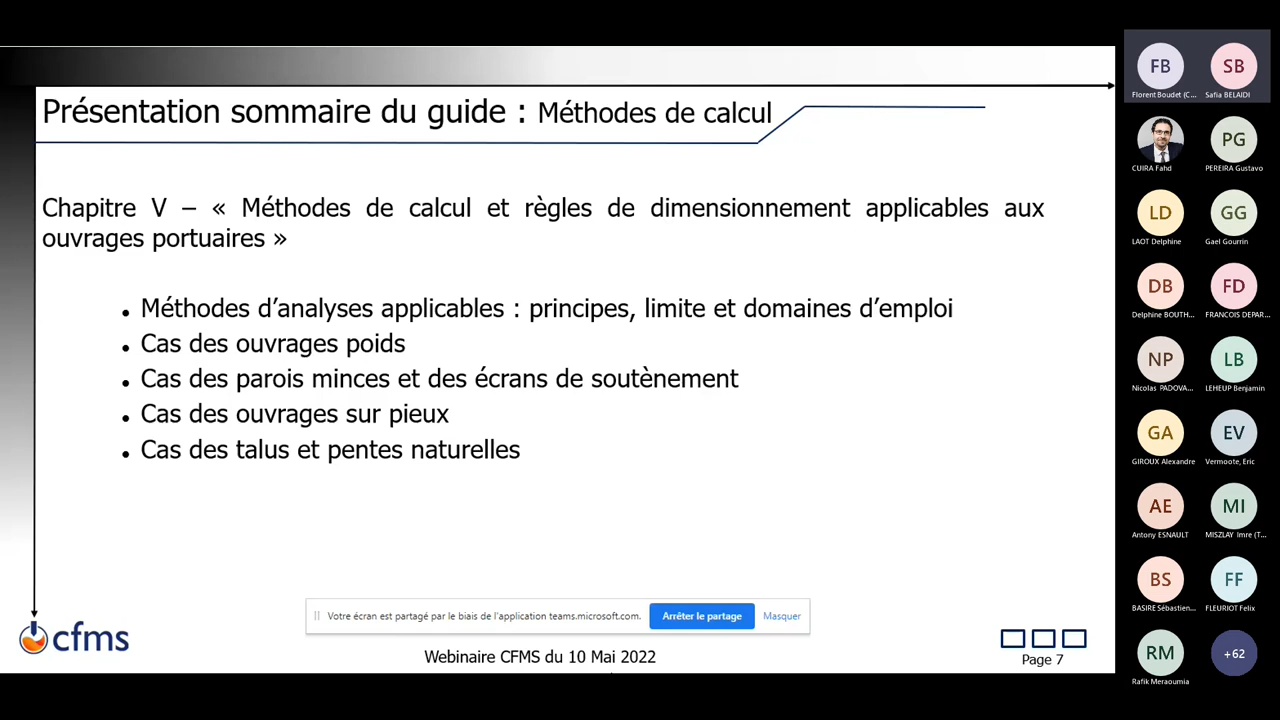 Présentation sommaire du guide : Méthodes de calcul
Chapitre V – « Méthodes de calcul et règles de dimensionnement applicables aux
ouvrages portuaires »
• Méthodes d’analyses applicables : principes, limite et domaines d’emploi
• Cas des ouvrages poids
• Cas des parois minces et des écrans de soutènement
• Cas des ouvrages sur pieux
• Cas des talus et pentes naturelles
Votre écran est partagé par le biais de l'application teams.microsoft.com.
Arrêter le partage
Masquer
cfms
Webinaire CFMS du 10 Mai 2022
Page 7
FB
SB
Florent Boudet (C...
Safia BELAIDI
PG
CUIRA Fahd
PEREIRA Gustavo
LD
GG
LAOT Delphine
Gael Gourrin
DB
FD
Delphine BOUTH...
FRANCOIS DEPAR...
NP
LB
Nicolas PADOVA...
LEHEUP Benjamin
GA
EV
GIROUX Alexandre
Vermoote, Eric
AE
MI
Antony ESNAULT
MISZLAY Imre (T...
BS
FF
BASIRE Sébastien...
FLEURIOT Felix
RM
+62
Rafik Meraoumia